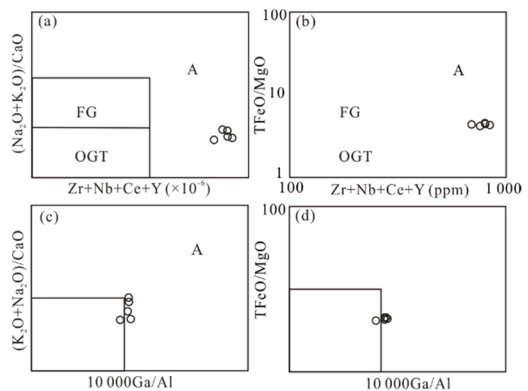 (a)
(Na₂O+K₂O)/CaO
A
FG
OGT
Zr+Nb+Ce+Y (×10⁻⁶)
(b)
100
TFeO/MgO
A
10
FG
OGT
1
100
1 000
Zr+Nb+Ce+Y (ppm)
(c)
(K₂O+Na₂O)/CaO
A
10 000Ga/Al
(d)
100
TFeO/MgO
10 000Ga/Al